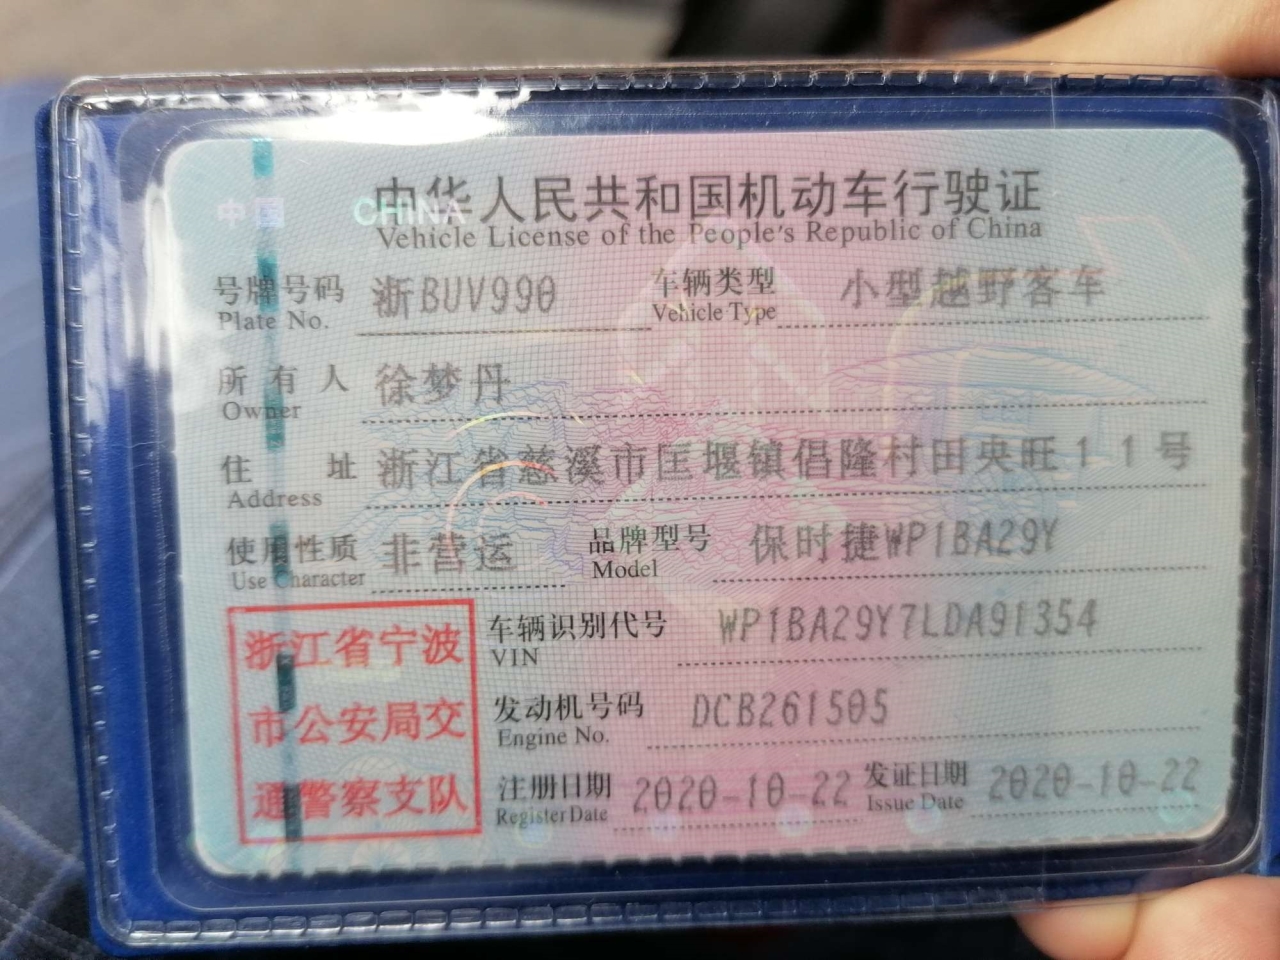 中国 CHINA
中华人民共和国机动车行驶证
Vehicle License of the People's Republic of China
号牌号码 浙BUV990 车辆类型 小型越野客车
Plate No. Vehicle Type
所有人 徐梦丹
Owner
住址 浙江省慈溪市匡堰镇倡隆村田央旺11号
Address
使用性质 非营运 品牌型号 保时捷WP1BA29Y
Use Character Model
浙江省宁波
市公安局交
通警察支队
车辆识别代号 WP1BA29Y7LDA91354
VIN
发动机号码 DCB261505
Engine No.
注册日期 2020-10-22 发证日期 2020-10-22
Register Date Issue Date